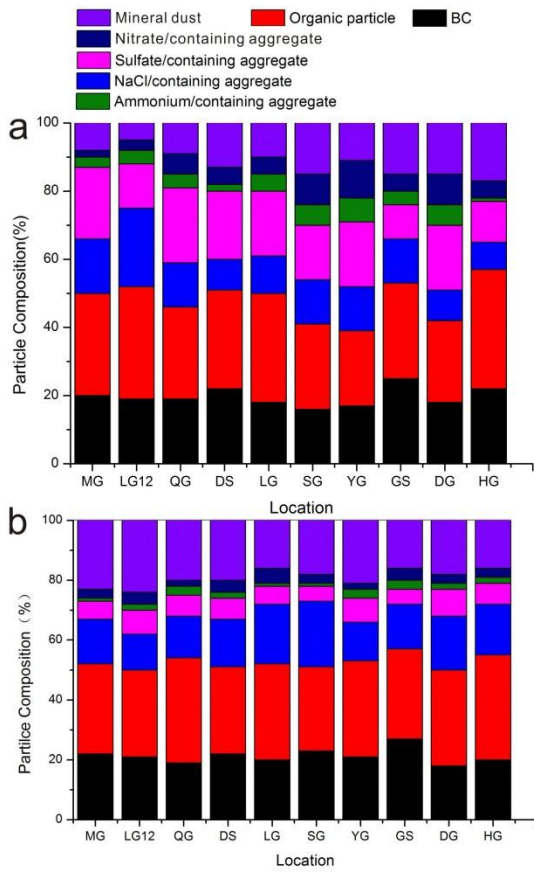 Mineral dust Organic particle BC
Nitrate/containing aggregate
Sulfate/containing aggregate
NaCl/containing aggregate
Ammonium/containing aggregate
a
100
80
60
40
20
0
Particle Composition(%)
MG LG12 QG DS LG SG YG GS DG HG
Location
b
100
80
60
40
20
0
Partilce Composition（%）
MG LG12 QG DS LG SG YG GS DG HG
Location